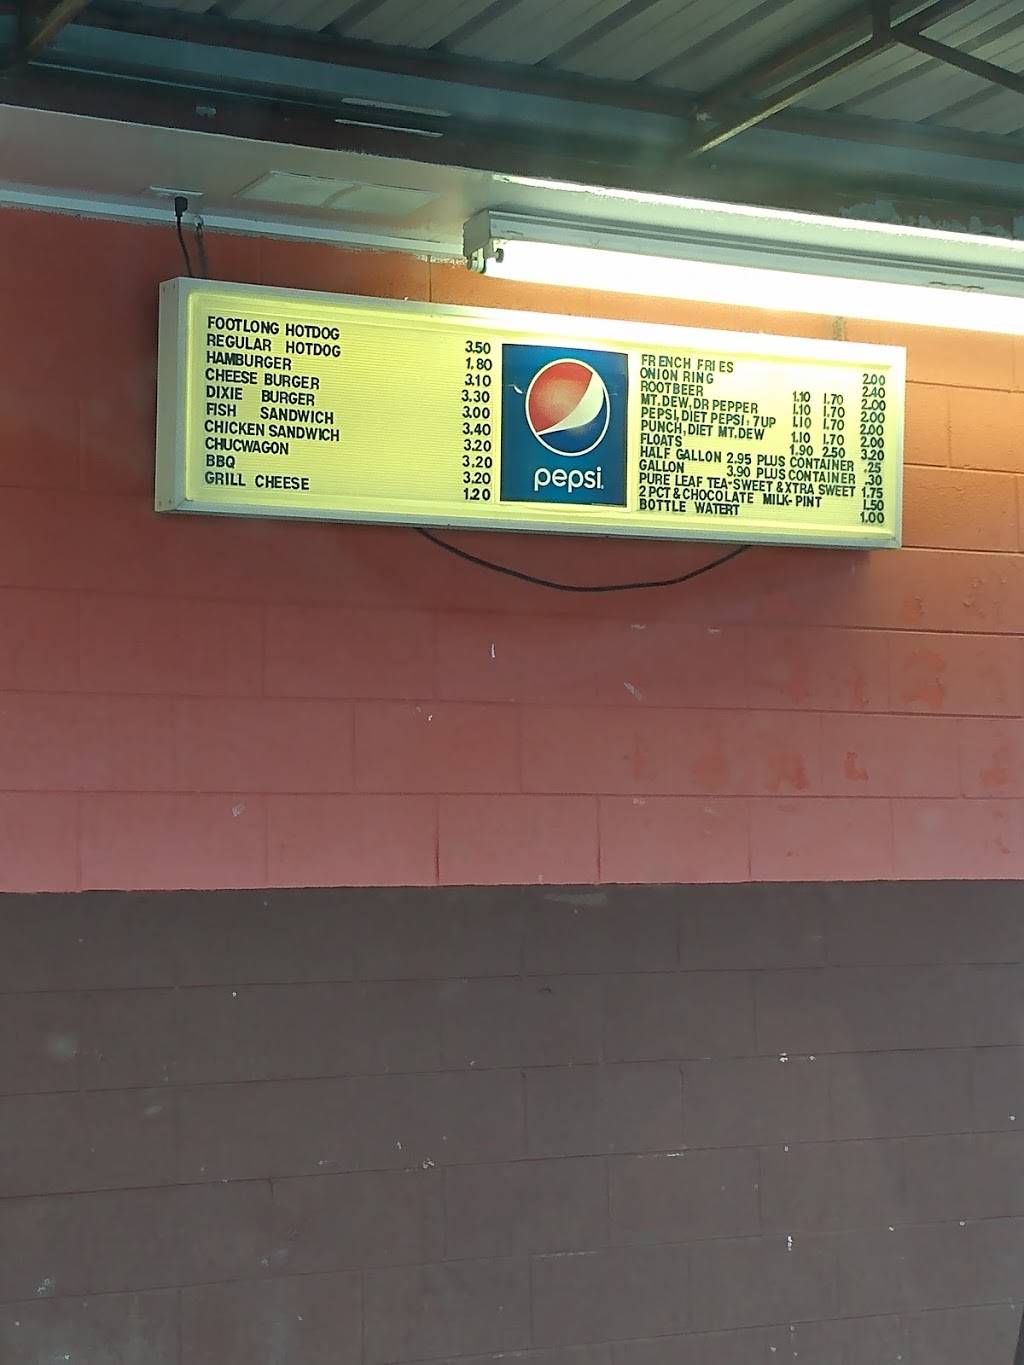 FOOTLONG HOTDOG 3.50
REGULAR HOTDOG 1.80
HAMBURGER 3.10
CHEESE BURGER 3.30
DIXIE BURGER 3.00
FISH SANDWICH 3.40
CHICKEN SANDWICH 3.20
CHUCWAGON 3.20
BBQ 3.20
GRILL CHEESE 1.20
pepsi.
FRENCH FRIES 2.00
ONION RING 2.40
ROOTBEER 1.10 1.70 2.00
MT.DEW, DR PEPPER 1.10 1.70 2.00
PEPSI, DIET PEPSI, 7UP 1.10 1.70 2.00
PUNCH, DIET MT.DEW 1.10 1.70 2.00
FLOATS 1.90 2.50 3.20
HALF GALLON 2.95 PLUS CONTAINER .25
GALLON 3.90 PLUS CONTAINER .30
PURE LEAF TEA-SWEET & XTRA SWEET 1.75
2 PCT & CHOCOLATE MILK- PINT 1.50
BOTTLE WATERT 1.00